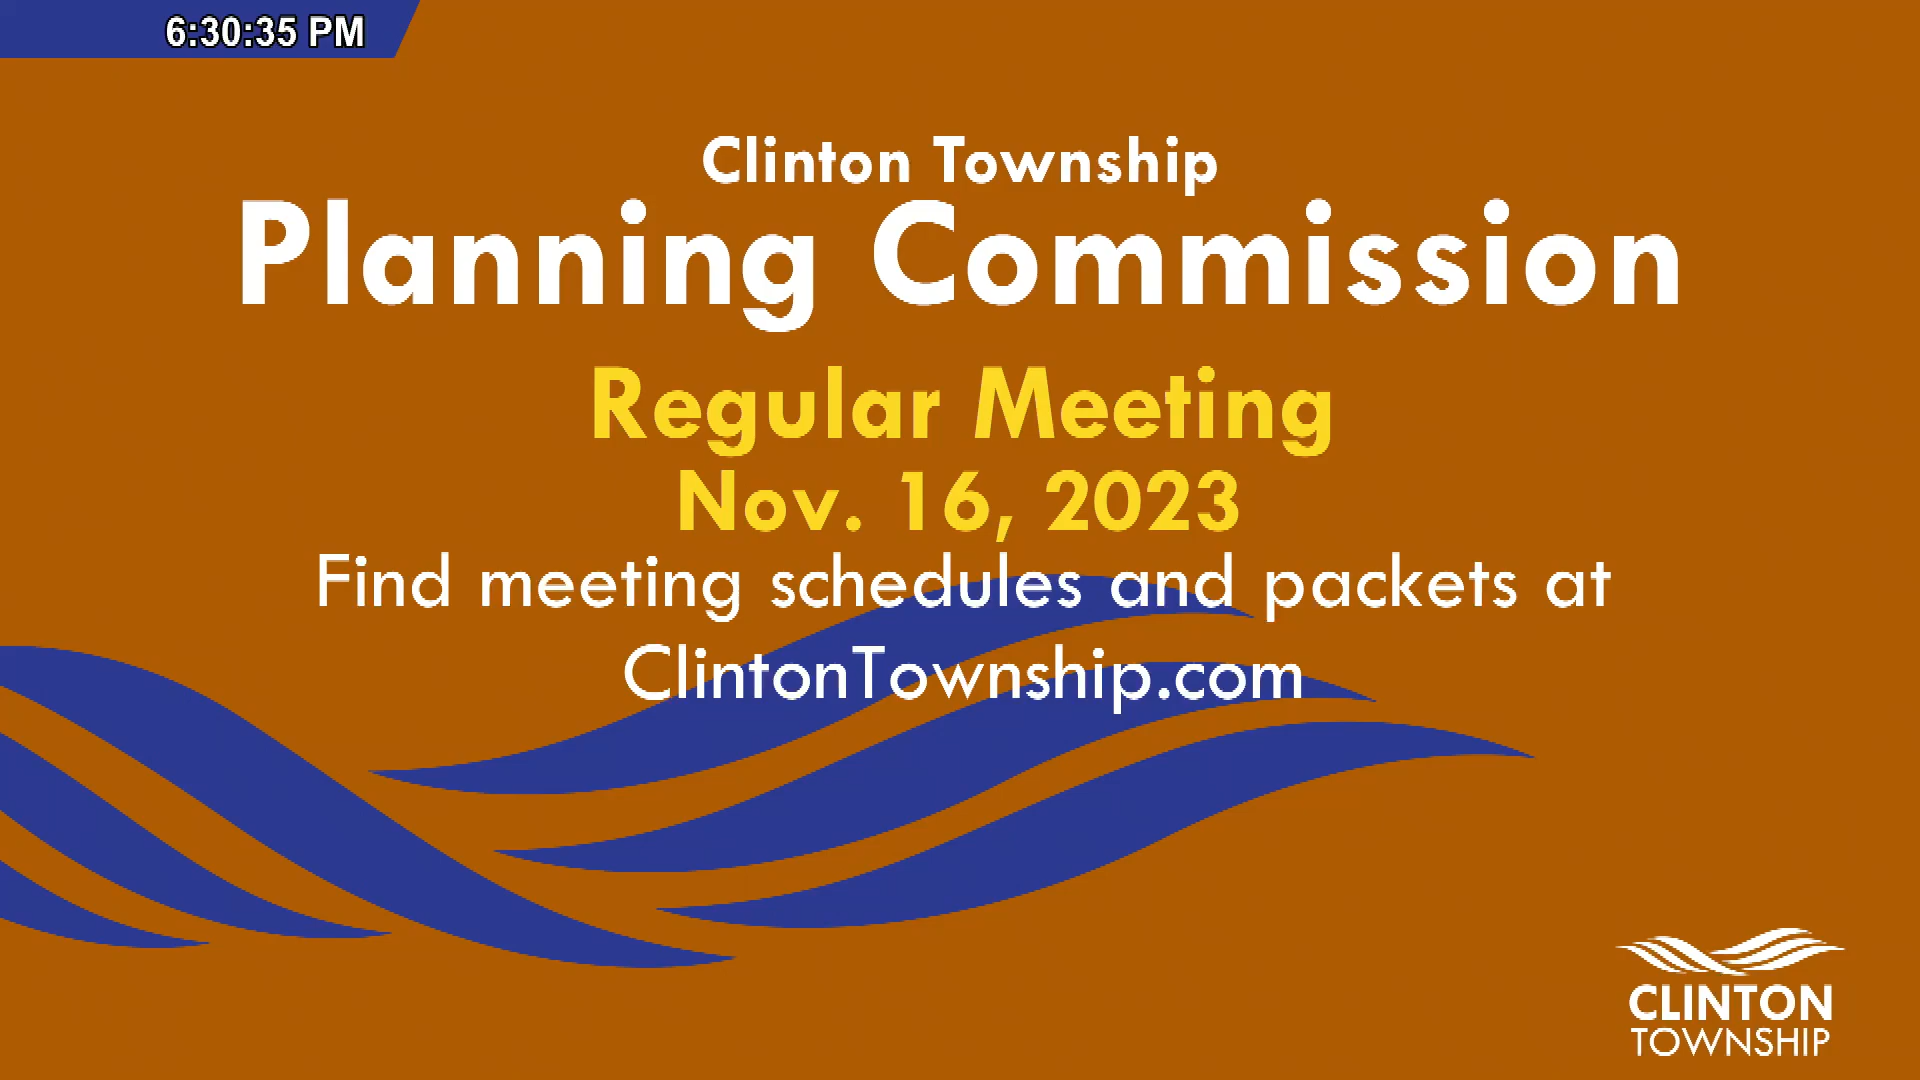 6:30:35 PM
Clinton Township
Planning Commission
Regular Meeting
Nov. 16, 2023
Find meeting schedules and packets at
ClintonTownship.com
CLINTON
TOWNSHIP